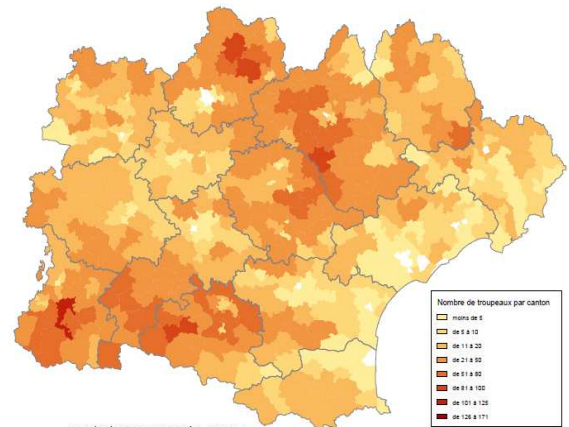 Nombre de troupeaux par canton
moins de 5
de 5 à 10
de 11 à 20
de 21 à 50
de 51 à 80
de 81 à 100
de 101 à 125
de 126 à 171